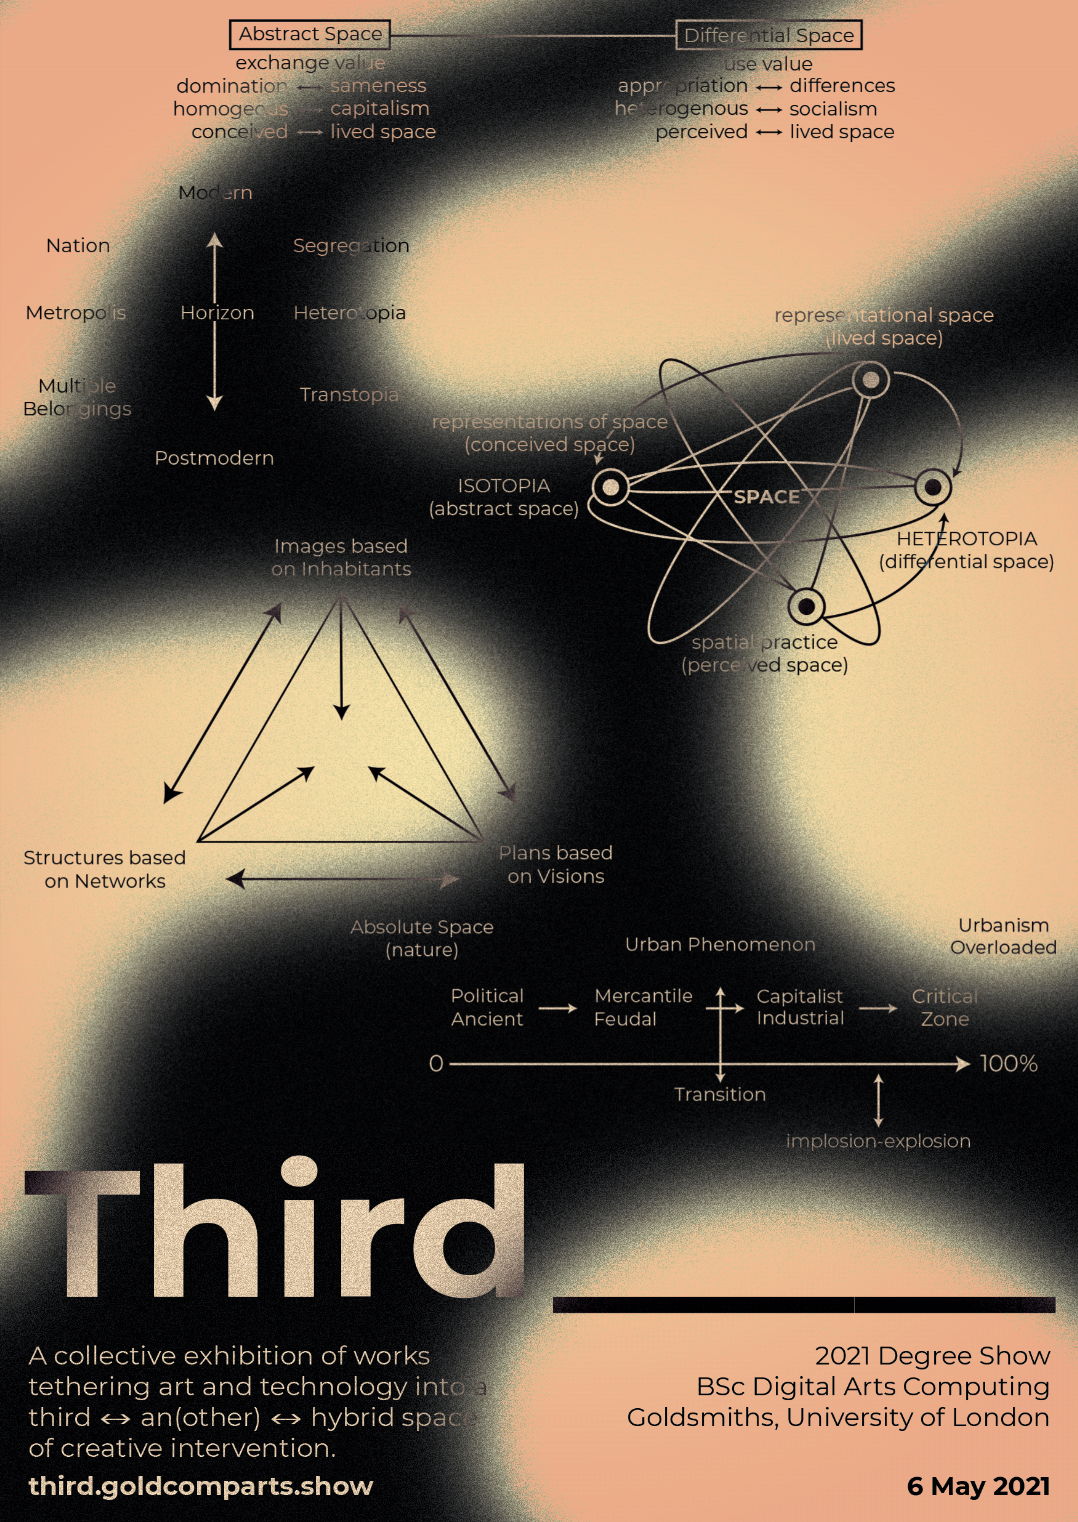 Abstract Space
Differential Space
exchange value
domination ↔ sameness
homogeous ↔ capitalism
conceived ↔ lived space
use value
appropriation ↔ differences
heterogenous ↔ socialism
perceived ↔ lived space
Modern
Nation
Segregation
Metropolis
Horizon
Heterotopia
Multiple
Belongings
Transtopia
Postmodern
representational space
(lived space)
representations of space
(conceived space)
ISOTOPIA
(abstract space)
SPACE
HETEROTOPIA
(differential space)
spatial practice
(perceived space)
Images based
on Inhabitants
Structures based
on Networks
Plans based
on Visions
Absolute Space
(nature)
Urban Phenomenon
Urbanism
Overloaded
Political
Ancient
Mercantile
Feudal
Capitalist
Industrial
Critical
Zone
0
100%
Transition
implosion-explosion
Third
A collective exhibition of works
tethering art and technology into a
third ↔ an(other) ↔ hybrid space
of creative intervention.
third.goldcomparts.show
2021 Degree Show
BSc Digital Arts Computing
Goldsmiths, University of London
6 May 2021